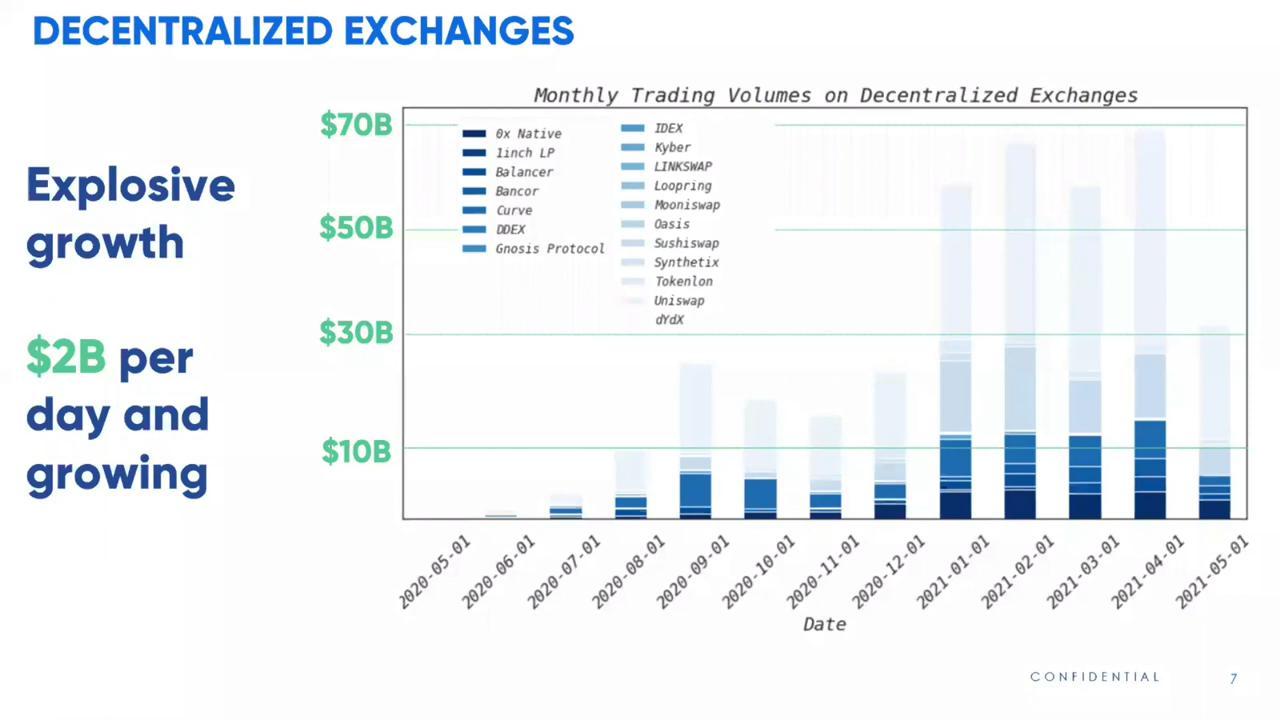 DECENTRALIZED EXCHANGES
Explosive
growth
$2B per
day and
growing
Monthly Trading Volumes on Decentralized Exchanges
$70B
$50B
$30B
$10B
0x Native
1inch LP
Balancer
Bancor
Curve
DDEX
Gnosis Protocol
IDEX
Kyber
LINKSWAP
Loopring
Mooniswap
Oasis
Sushiswap
Synthetix
Tokenlon
Uniswap
dYdX
2020-05-01
2020-06-01
2020-07-01
2020-08-01
2020-09-01
2020-10-01
2020-11-01
2020-12-01
2021-01-01
2021-02-01
2021-03-01
2021-04-01
2021-05-01
Date
CONFIDENTIAL
7